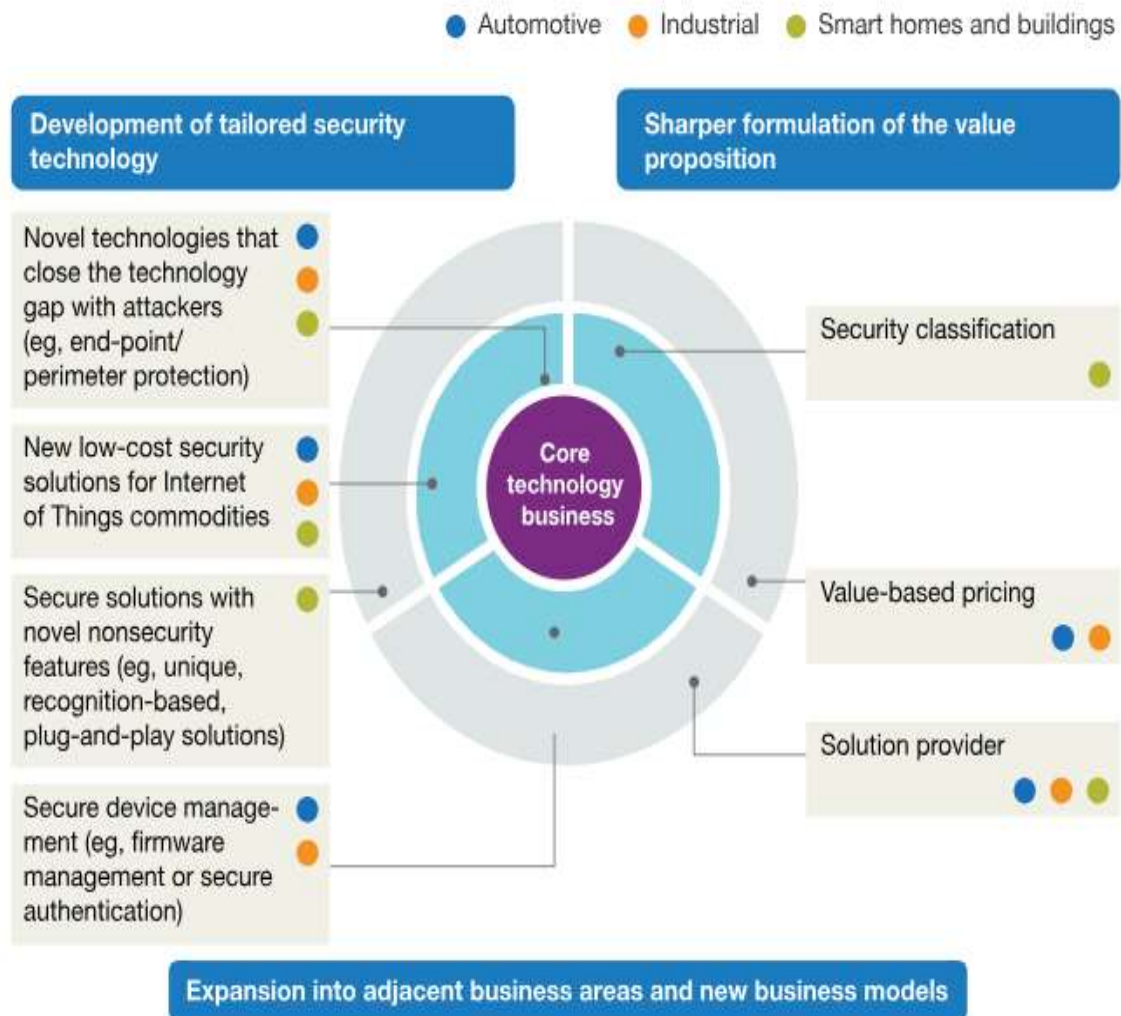 Automotive Industrial Smart homes and buildings
Development of tailored security
technology
Sharper formulation of the value
proposition
Novel technologies that
close the technology
gap with attackers
(eg, end-point/
perimeter protection)
New low-cost security
solutions for Internet
of Things commodities
Secure solutions with
novel nonsecurity
features (eg, unique,
recognition-based,
plug-and-play solutions)
Secure device manage-
ment (eg, firmware
management or secure
authentication)
Core
technology
business
Security classification
Value-based pricing
Solution provider
Expansion into adjacent business areas and new business models